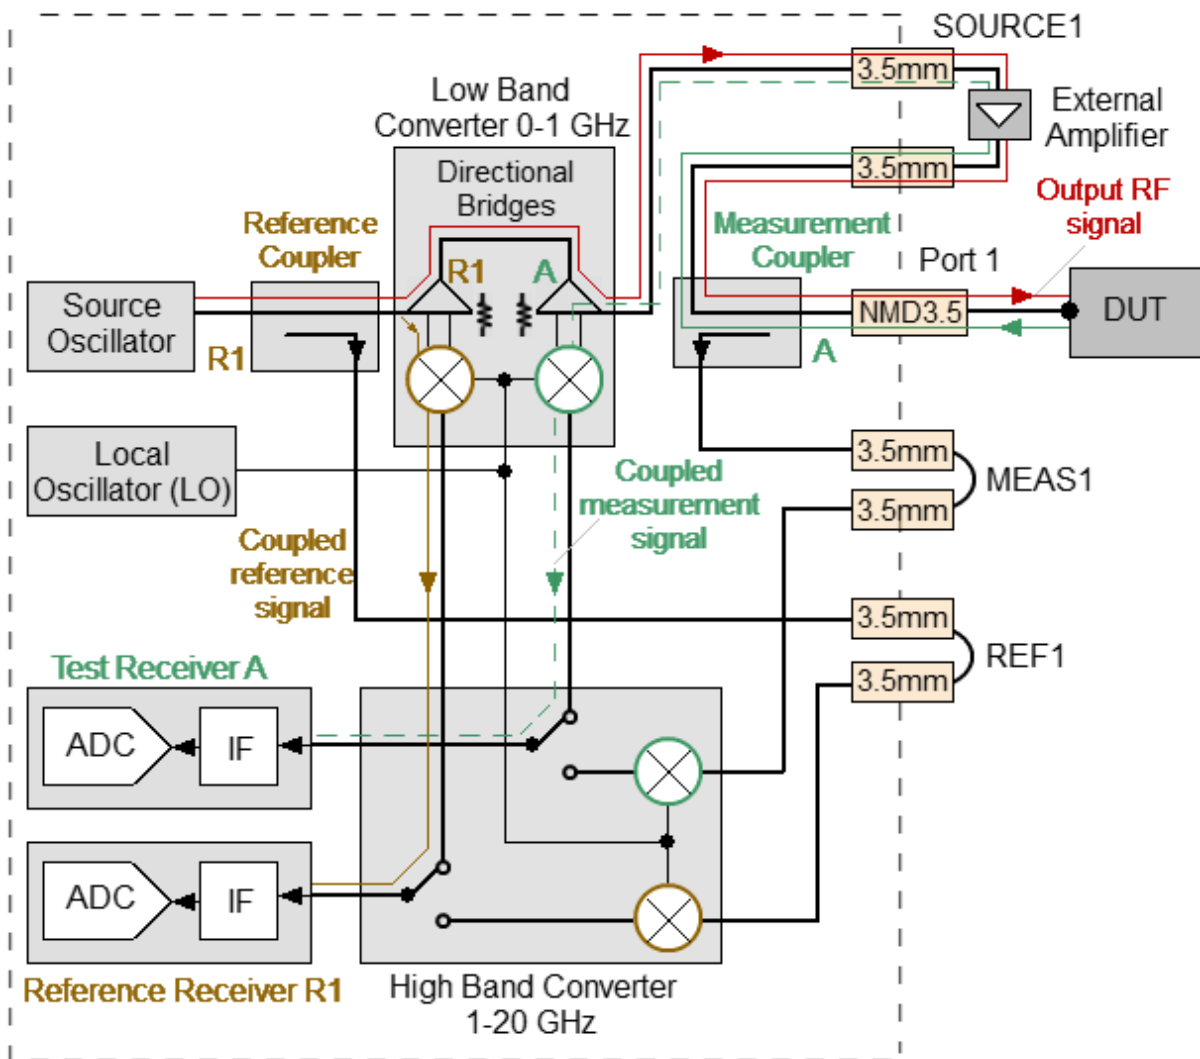 SOURCE1
3.5mm
Low Band
Converter 0-1 GHz
External
Amplifier
Directional
Bridges
3.5mm
Output RF
signal
Reference
Coupler
Measurement
Coupler
R1
A
Port 1
Source
Oscillator
NMD3.5
DUT
R1
A
Local
Oscillator (LO)
3.5mm
MEAS1
3.5mm
Coupled
measurement
signal
Coupled
reference
signal
3.5mm
REF1
3.5mm
Test Receiver A
ADC
IF
ADC
IF
Reference Receiver R1
High Band Converter
1-20 GHz